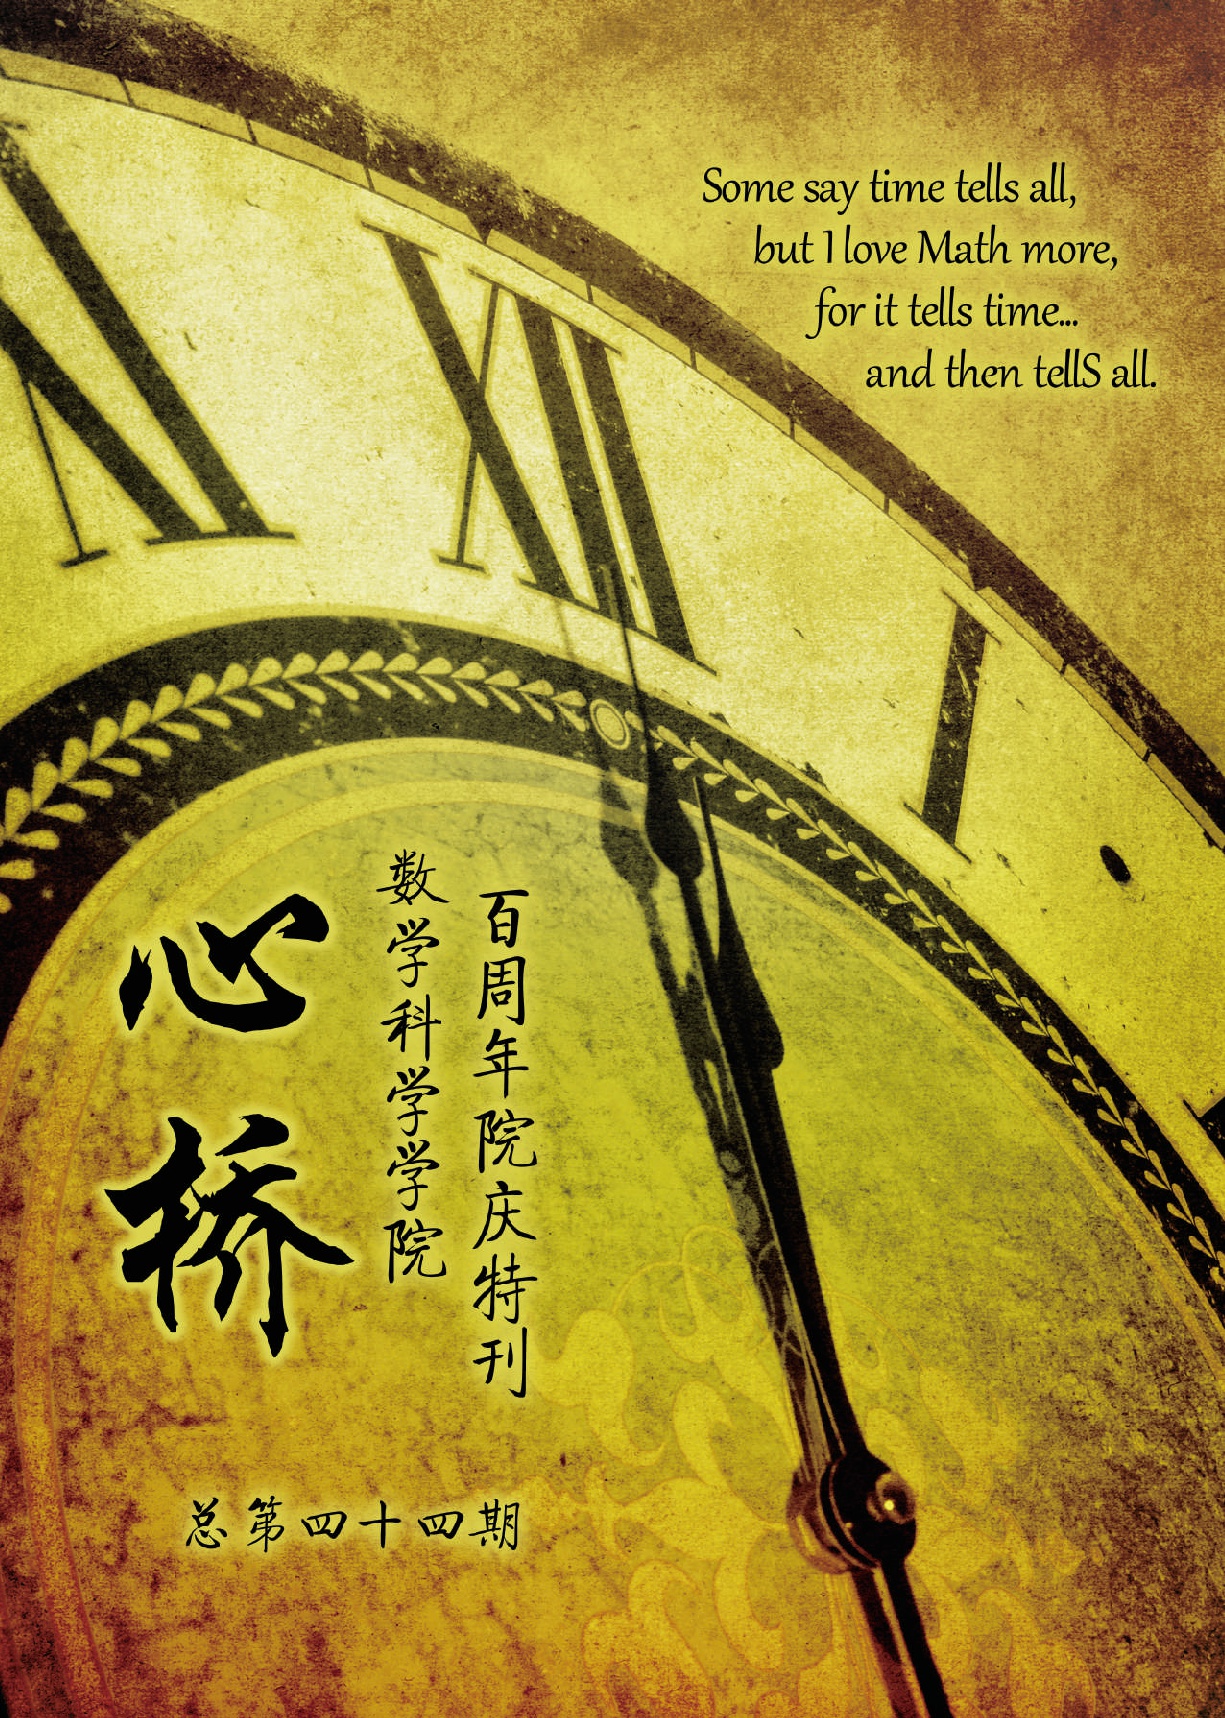 Some say time tells all,
but I love Math more,
for it tells time...
and then tellS all.
XI
XII
I
心桥
数学科学学院
百周年院庆特刊
总第四十四期